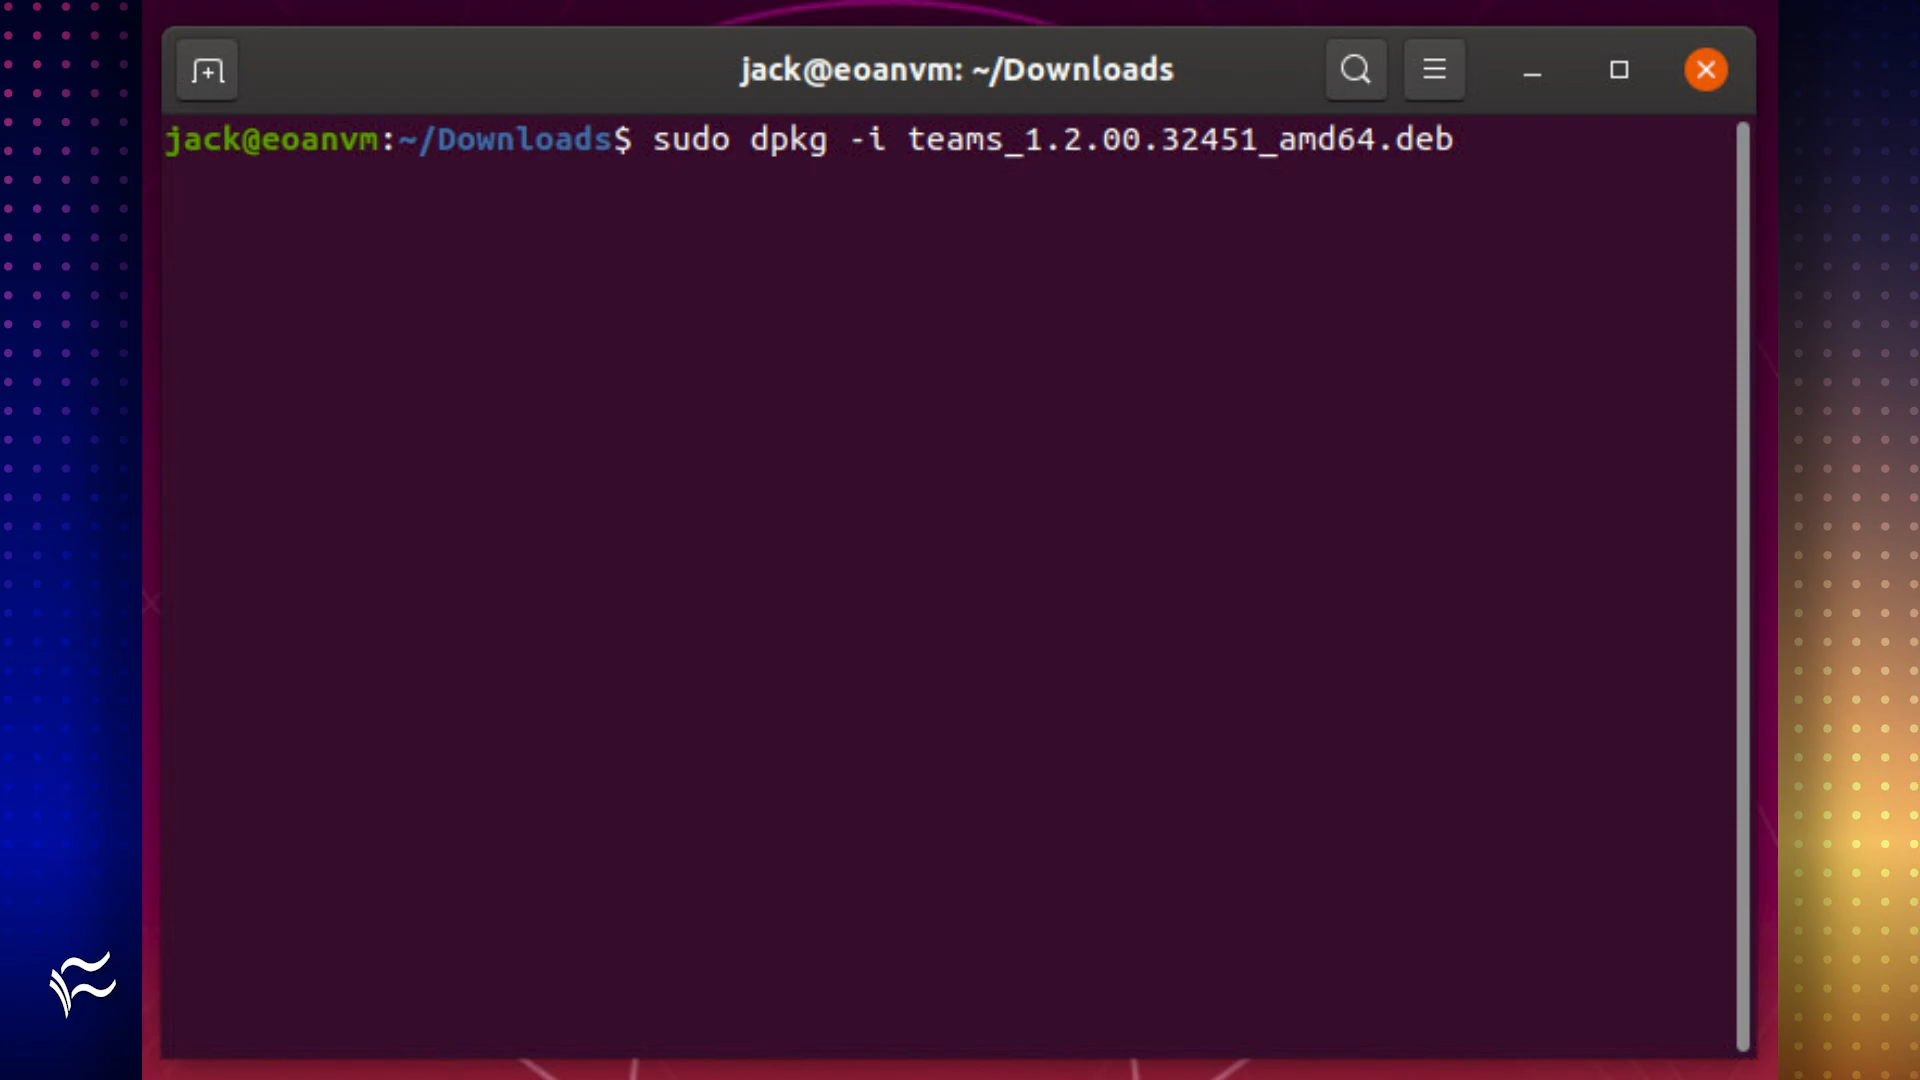 jack@eoanvm: ~/Downloads
jack@eoanvm:~/Downloads$ sudo dpkg -i teams_1.2.00.32451_amd64.deb